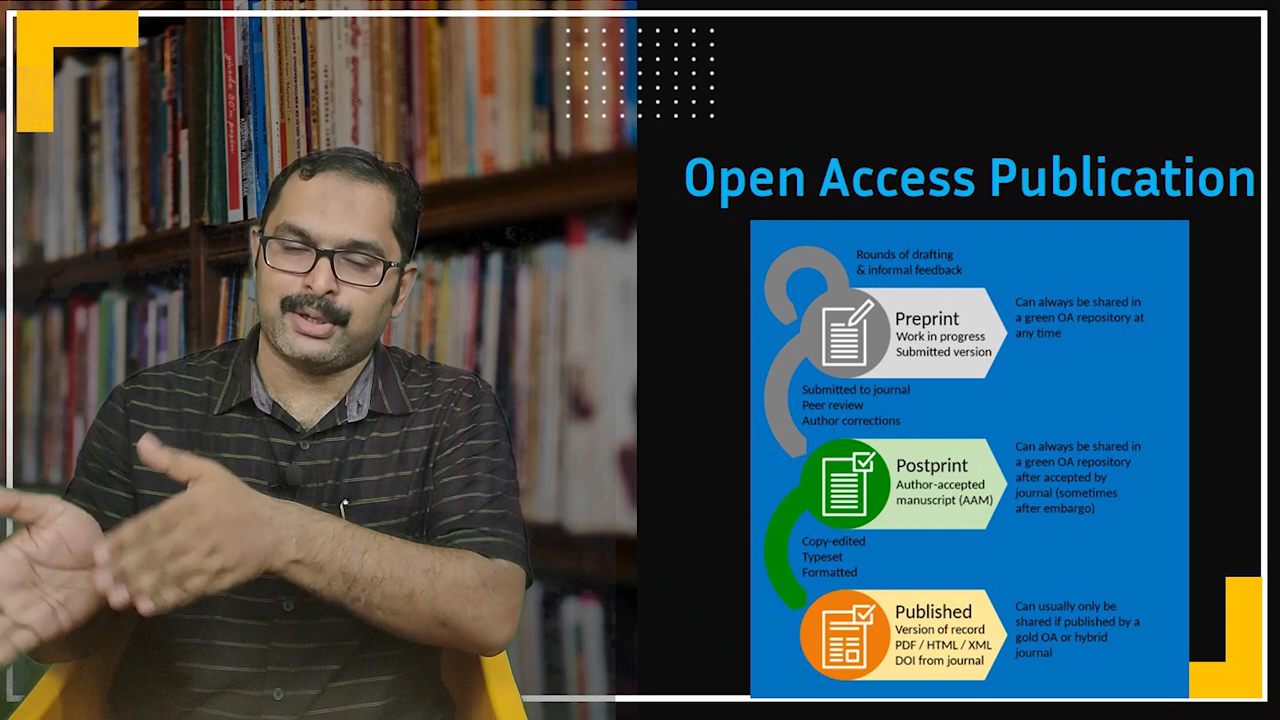 Open Access Publication
Rounds of drafting
& informal feedback
Preprint
Work in progress
Submitted version
Can always be shared in
a green OA repository at
any time
Submitted to journal
Peer review
Author corrections
Postprint
Author-accepted
manuscript (AAM)
Can always be shared in
a green OA repository
after accepted by
journal (sometimes
after embargo)
Copy-edited
Typeset
Formatted
Published
Version of record
PDF / HTML / XML
DOI from journal
Can usually only be
shared if published by a
gold OA or hybrid
journal